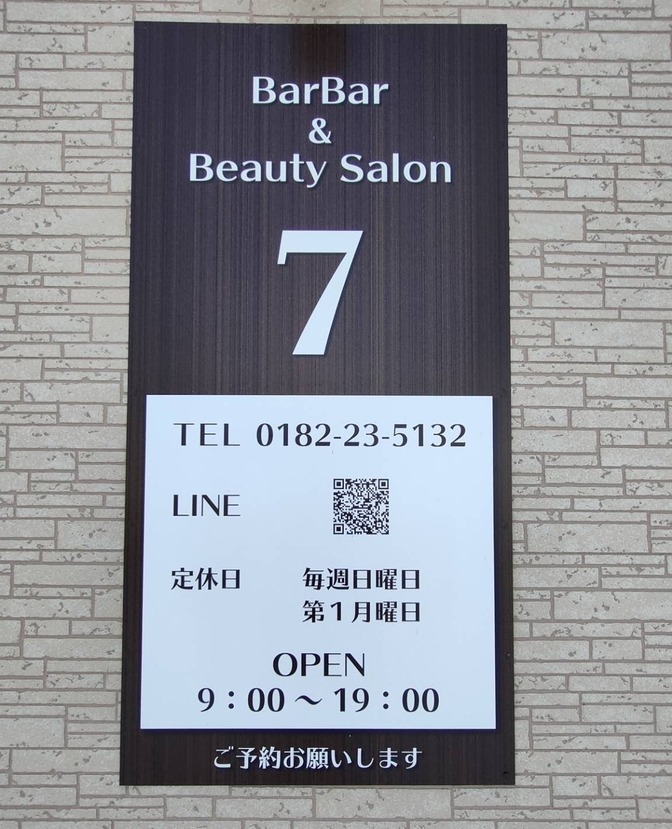 BarBar
&
Beauty Salon
7
TEL 0182-23-5132
LINE
定休日 毎週日曜日
第1月曜日
OPEN
9:00〜19:00
ご予約お願いします